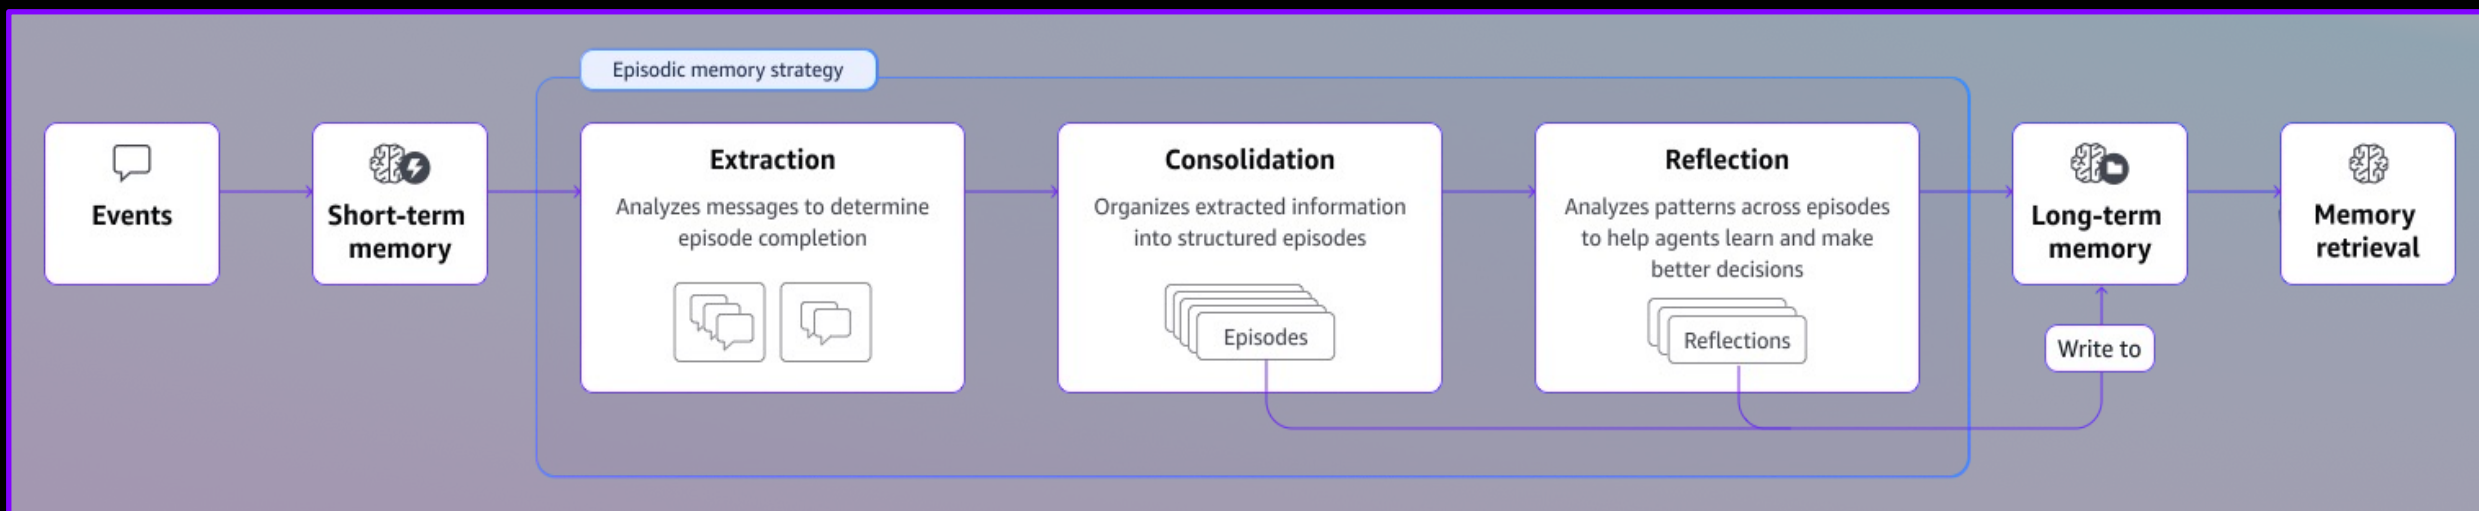 Episodic memory strategy
Events
Short-term
memory
Extraction
Analyzes messages to determine
episode completion
Consolidation
Organizes extracted information
into structured episodes
Episodes
Reflection
Analyzes patterns across episodes
to help agents learn and make
better decisions
Reflections
Long-term
memory
Write to
Memory
retrieval